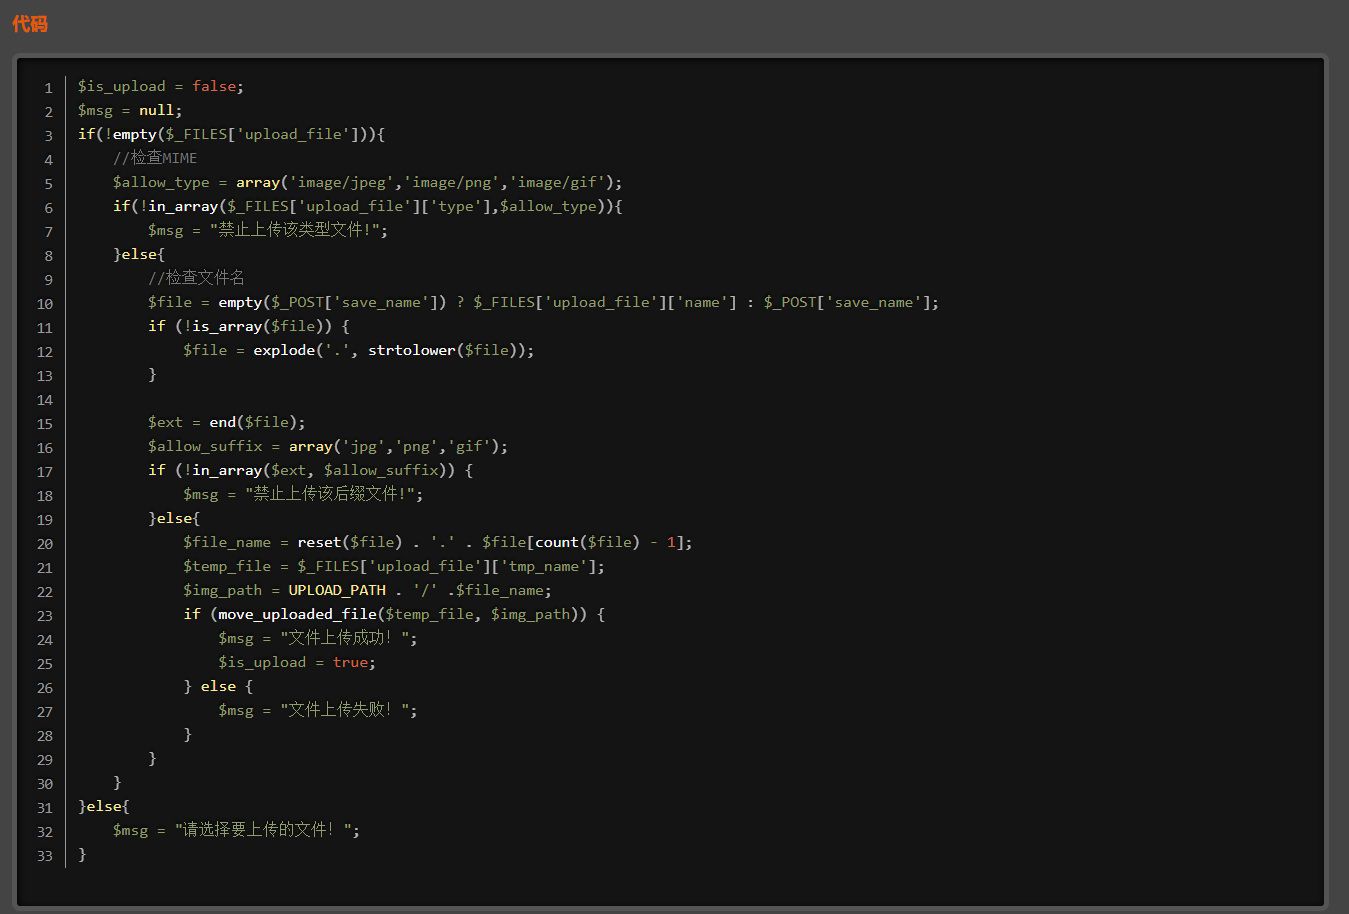 代码
1 $is_upload = false;
2 $msg = null;
3 if(!empty($_FILES['upload_file'])){
4     //检查MIME
5     $allow_type = array('image/jpeg','image/png','image/gif');
6     if(!in_array($_FILES['upload_file']['type'],$allow_type)){
7         $msg = "禁止上传该类型文件!";
8     }else{
9         //检查文件名
10         $file = empty($_POST['save_name']) ? $_FILES['upload_file']['name'] : $_POST['save_name'];
11         if (!is_array($file)) {
12             $file = explode('.', strtolower($file));
13         }
14
15         $ext = end($file);
16         $allow_suffix = array('jpg','png','gif');
17         if (!in_array($ext, $allow_suffix)) {
18             $msg = "禁止上传该后缀文件!";
19         }else{
20             $file_name = reset($file) . '.' . $file[count($file) - 1];
21             $temp_file = $_FILES['upload_file']['tmp_name'];
22             $img_path = UPLOAD_PATH . '/' .$file_name;
23             if (move_uploaded_file($temp_file, $img_path)) {
24                 $msg = "文件上传成功！";
25                 $is_upload = true;
26             } else {
27                 $msg = "文件上传失败！";
28             }
29         }
30     }
31 }else{
32     $msg = "请选择要上传的文件！";
33 }